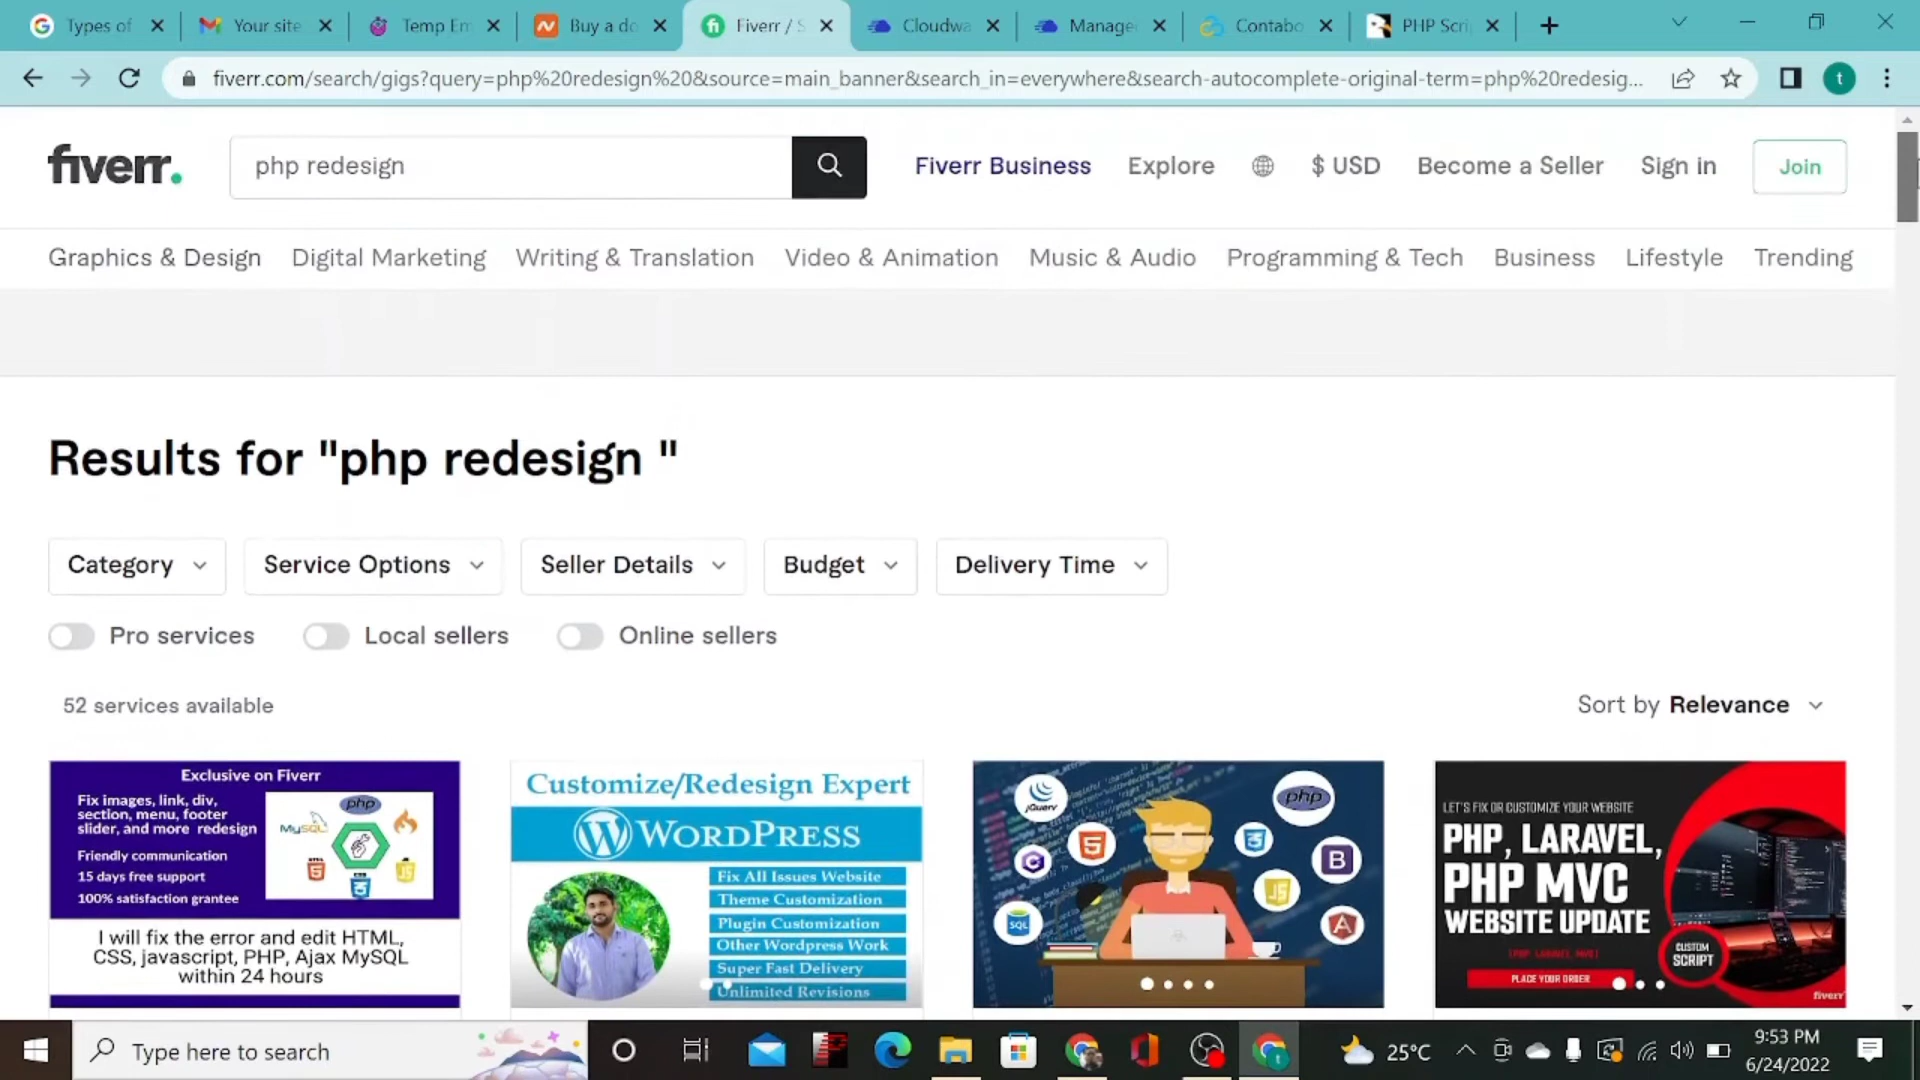 Types of
Your site
Temp Em
Buy a do
Fiverr / S
Cloudwa
Manage
Contabo
PHP Scri
fiverr.com/search/gigs?query=php%20redesign%20&source=main_banner&search_in=everywhere&search-autocomplete-original-term=php%20redesig...
t
fiverr.
php redesign
Fiverr Business
Explore
$ USD
Become a Seller
Sign in
Join
Graphics & Design
Digital Marketing
Writing & Translation
Video & Animation
Music & Audio
Programming & Tech
Business
Lifestyle
Trending
Results for "php redesign "
Category
Service Options
Seller Details
Budget
Delivery Time
Pro services
Local sellers
Online sellers
52 services available
Sort by Relevance
Exclusive on Fiverr
Fix images, link, div,
section, menu, footer
slider, and more redesign
Friendly communication
15 days free support
100% satisfaction grantee
php
MySQL
I will fix the error and edit HTML,
CSS, javascript, PHP, Ajax MySQL
within 24 hours
Customize/Redesign Expert
WORDPRESS
Fix All Issues Website
Theme Customization
Plugin Customization
Other Wordpress Work
Super Fast Delivery
Unlimited Revisions
jQuery
php
SQL
JS
B
A
LET'S FIX OR CUSTOMIZE YOUR WEBSITE
PHP, LARAVEL,
PHP MVC
WEBSITE UPDATE
(PHP LARAVEL, MVC)
PLACE YOUR ORDER
CUSTOM
SCRIPT
fiverr
Type here to search
25°C
9:53 PM
6/24/2022